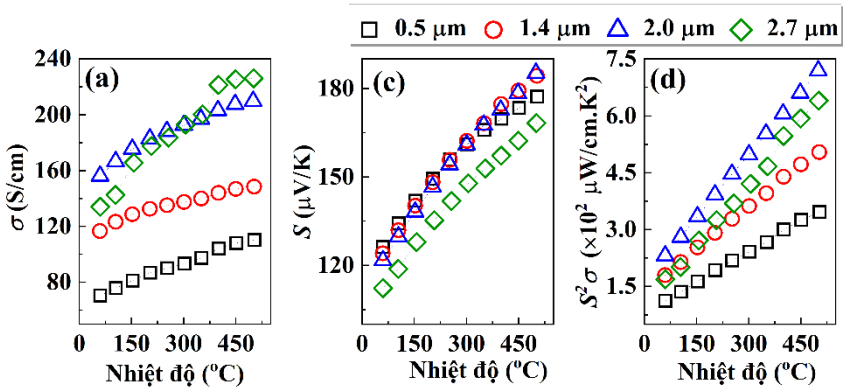 0.5 µm 1.4 µm 2.0 µm 2.7 µm
(a)
σ (S/cm)
240
200
160
120
80
0 150 300 450
Nhiệt độ (°C)
(c)
S (µV/K)
180
150
120
0 150 300 450
Nhiệt độ (°C)
(d)
S² σ (×10² µW/cm.K²)
7.5
6.0
4.5
3.0
1.5
0 150 300 450
Nhiệt độ (°C)